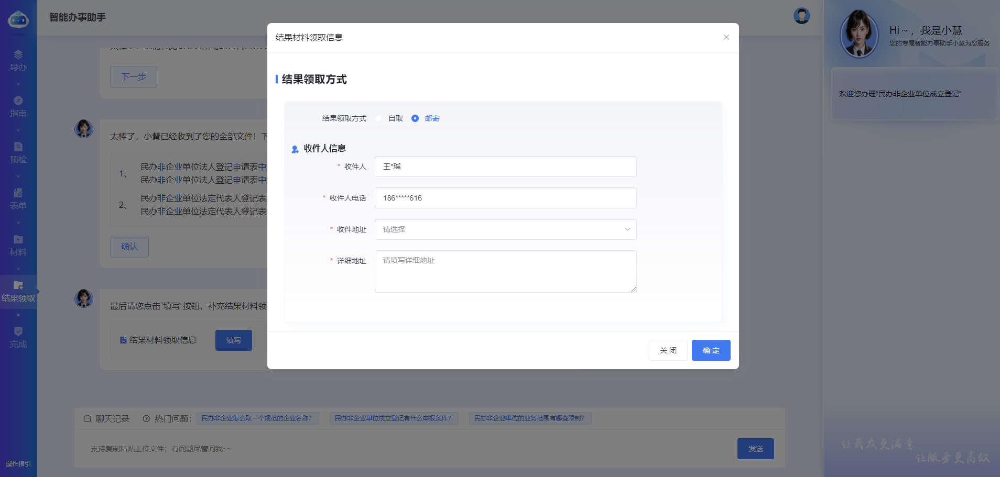 智能办事助手
导办
指南
预检
表单
材料
结果领取
完成
操作指引
下一步
太棒了，小慧已经收到了您的全部文件！下
1、
民办非企业单位法人登记申请表中
民办非企业单位法人登记申请表中
2、
民办非企业单位法定代表人登记表
民办非企业单位法定代表人登记表
确认
最后请您点击“填写”按钮，补充结果材料领
结果材料领取信息
填写
结果材料领取信息
结果领取方式
结果领取方式
自取
邮寄
收件人信息
* 收件人
王*瑶
* 收件人电话
186*****616
* 收件地址
请选择
* 详细地址
请填写详细地址
关 闭
确 定
聊天记录
热门问题：
民办非企业怎么取一个规范的企业名称？
民办非企业单位成立登记有什么申报条件？
民办非企业单位的业务范围有哪些限制？
支持复制粘贴上传文件；有问题尽管问我~~
发送
Hi~，我是小慧
您的专属智能办事助手小慧为您服务
欢迎您办理“民办非企业单位成立登记”
让民众更满意
让服务更高效